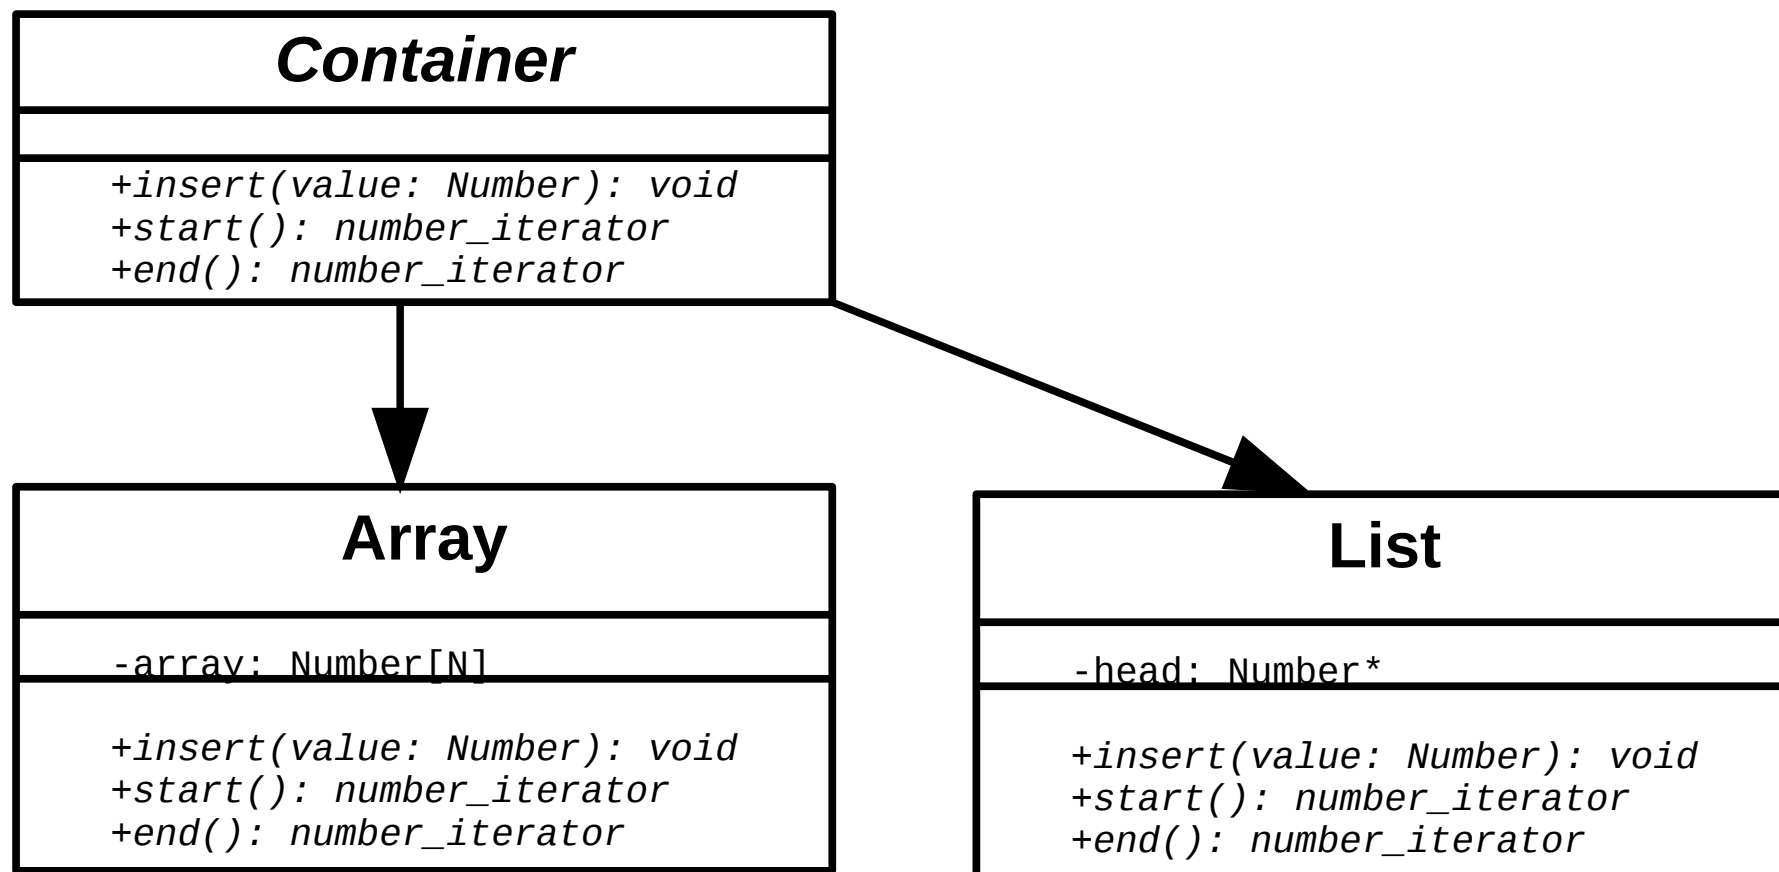 Container
+insert(value: Number): void
+start(): number_iterator
+end(): number_iterator
Array
-array: Number[N]
+insert(value: Number): void
+start(): number_iterator
+end(): number_iterator
List
-head: Number*
+insert(value: Number): void
+start(): number_iterator
+end(): number_iterator